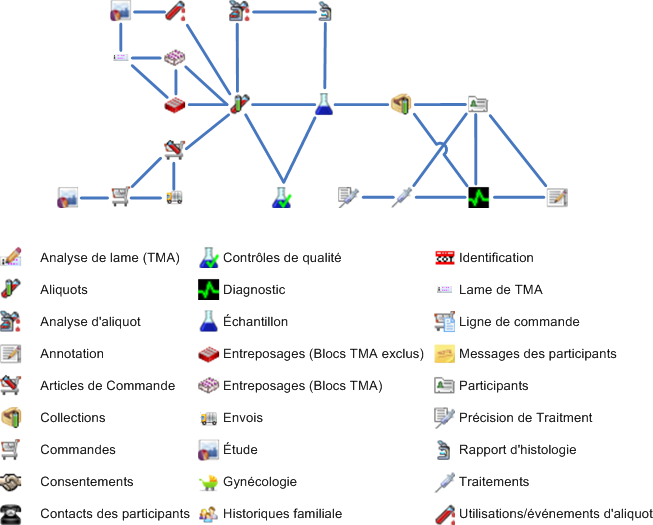 Analyse de lame (TMA)
Contrôles de qualité
Identification
Aliquots
Diagnostic
Lame de TMA
Analyse d'aliquot
Échantillon
Ligne de commande
Annotation
Entreposages (Blocs TMA exclus)
Messages des participants
Articles de Commande
Entreposages (Blocs TMA)
Participants
Collections
Envois
Précision de Traitment
Commandes
Étude
Rapport d'histologie
Consentements
Gynécologie
Traitements
Contacts des participants
Historiques familiale
Utilisations/événements d'aliquot